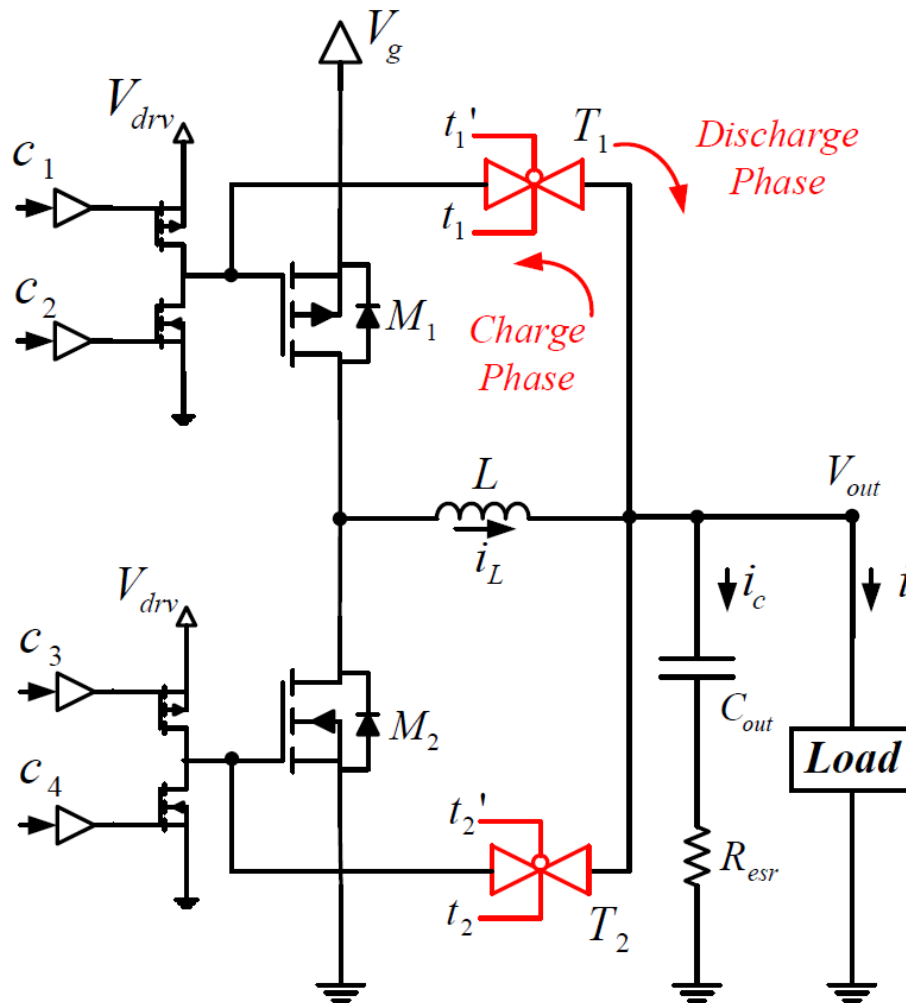 V_g
V_drv
c_1
c_2
t_1'
t_1
T_1
Discharge
Phase
Charge
Phase
M_1
L
i_L
V_out
V_drv
c_3
c_4
M_2
t_2'
t_2
T_2
i_c
i
C_out
R_esr
Load